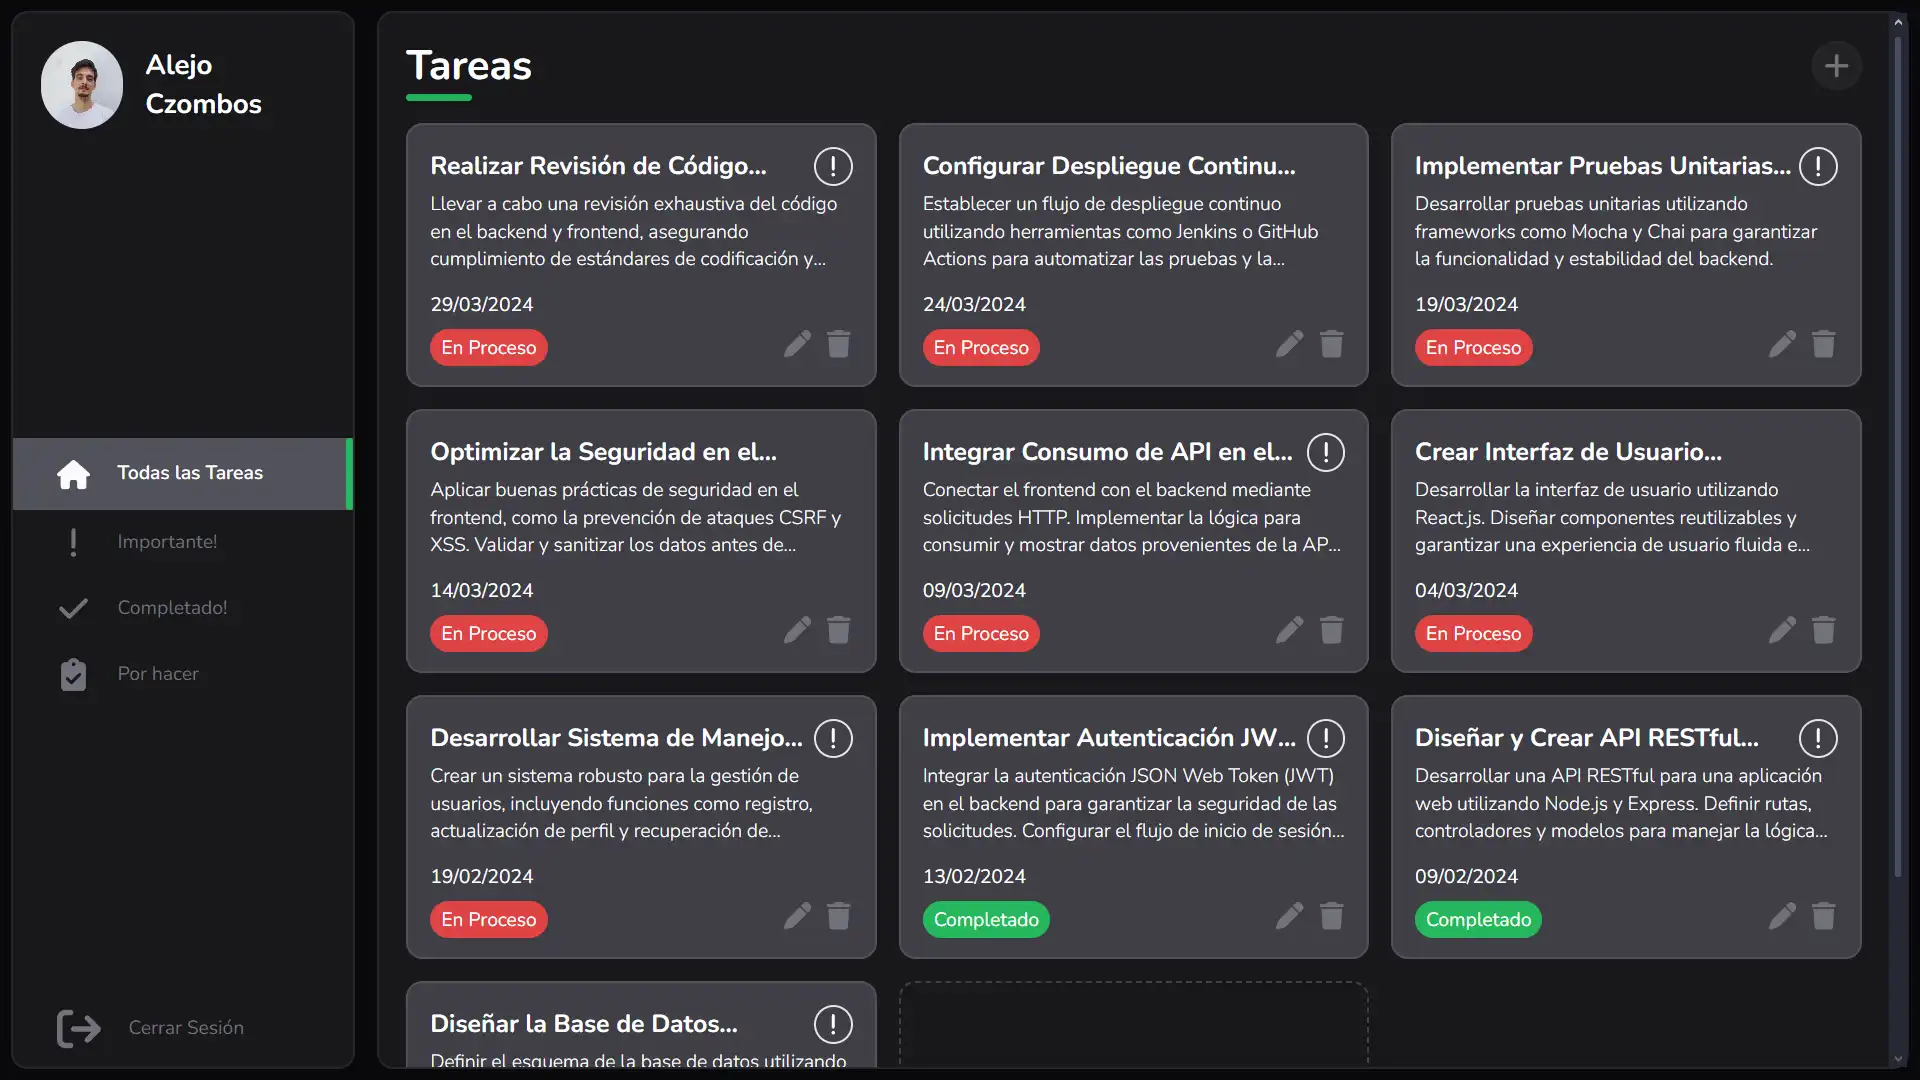 Alejo
Czombos
Todas las Tareas
Importante!
Completado!
Por hacer
Cerrar Sesión
Tareas
Realizar Revisión de Código...
Llevar a cabo una revisión exhaustiva del código
en el backend y frontend, asegurando
cumplimiento de estándares de codificación y...
29/03/2024
En Proceso
Configurar Despliegue Continu...
Establecer un flujo de despliegue continuo
utilizando herramientas como Jenkins o GitHub
Actions para automatizar las pruebas y la...
24/03/2024
En Proceso
Implementar Pruebas Unitarias...
Desarrollar pruebas unitarias utilizando
frameworks como Mocha y Chai para garantizar
la funcionalidad y estabilidad del backend.
19/03/2024
En Proceso
Optimizar la Seguridad en el...
Aplicar buenas prácticas de seguridad en el
frontend, como la prevención de ataques CSRF y
XSS. Validar y sanitizar los datos antes de...
14/03/2024
En Proceso
Integrar Consumo de API en el...
Conectar el frontend con el backend mediante
solicitudes HTTP. Implementar la lógica para
consumir y mostrar datos provenientes de la AP...
09/03/2024
En Proceso
Crear Interfaz de Usuario...
Desarrollar la interfaz de usuario utilizando
React.js. Diseñar componentes reutilizables y
garantizar una experiencia de usuario fluida e...
04/03/2024
En Proceso
Desarrollar Sistema de Manejo...
Crear un sistema robusto para la gestión de
usuarios, incluyendo funciones como registro,
actualización de perfil y recuperación de...
19/02/2024
En Proceso
Implementar Autenticación JW...
Integrar la autenticación JSON Web Token (JWT)
en el backend para garantizar la seguridad de las
solicitudes. Configurar el flujo de inicio de sesión...
13/02/2024
Completado
Diseñar y Crear API RESTful...
Desarrollar una API RESTful para una aplicación
web utilizando Node.js y Express. Definir rutas,
controladores y modelos para manejar la lógica...
09/02/2024
Completado
Diseñar la Base de Datos...
Definir el esquema de la base de datos utilizando